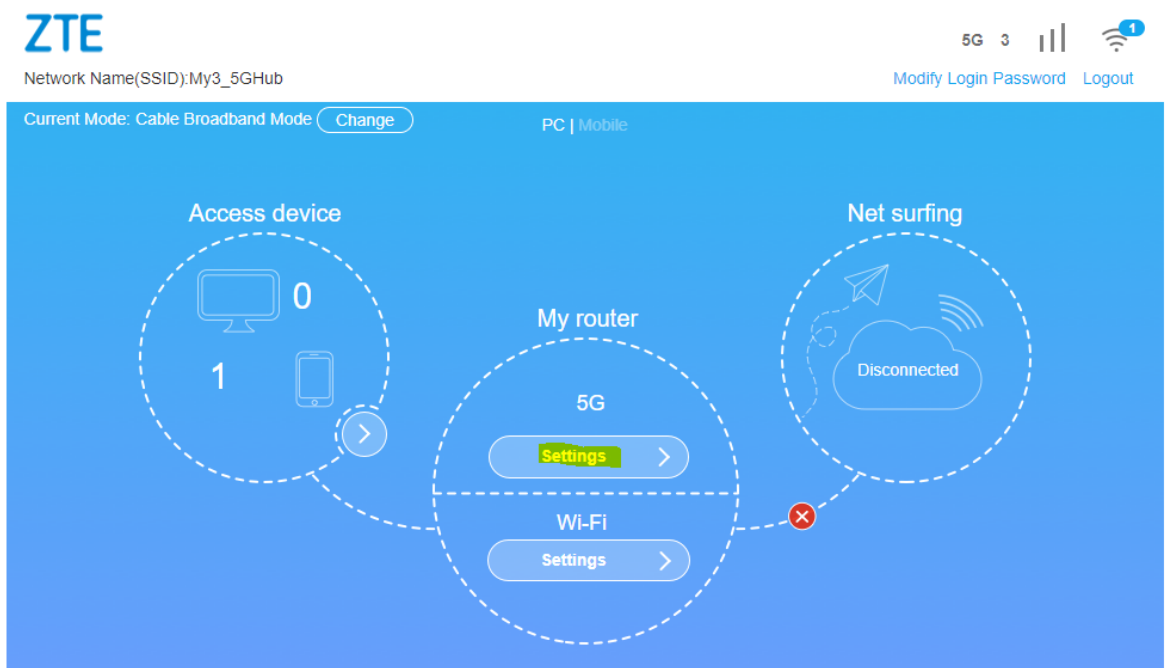 ZTE
5G 3
1
Network Name(SSID):My3_5GHub
Modify Login Password Logout
Current Mode: Cable Broadband Mode Change
PC | Mobile
Access device
0
1
My router
5G
Settings
Wi-Fi
Settings
Net surfing
Disconnected